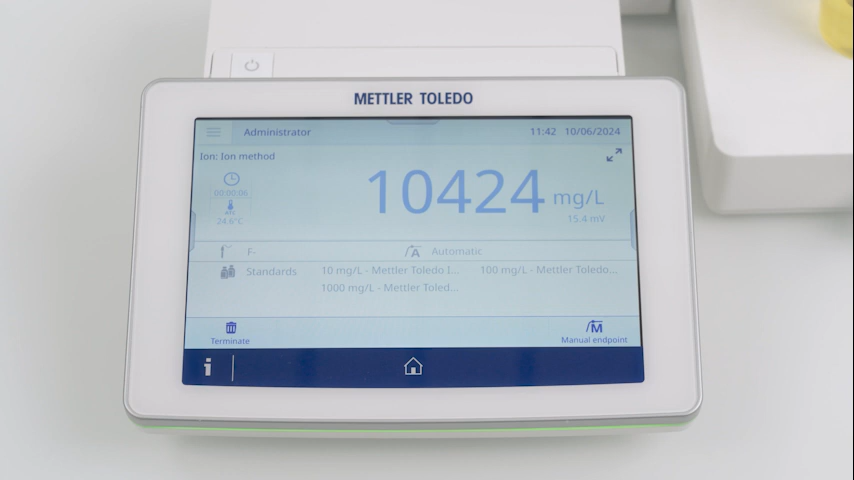 METTLER TOLEDO
Administrator 11:42 10/06/2024
Ion: Ion method
10424 mg/L
00:00:06
ATC
24.6°C
15.4 mV
F- A Automatic
Standards 10 mg/L - Mettler Toledo I... 100 mg/L - Mettler Toledo...
1000 mg/L - Mettler Toled...
M
Terminate Manual endpoint
i